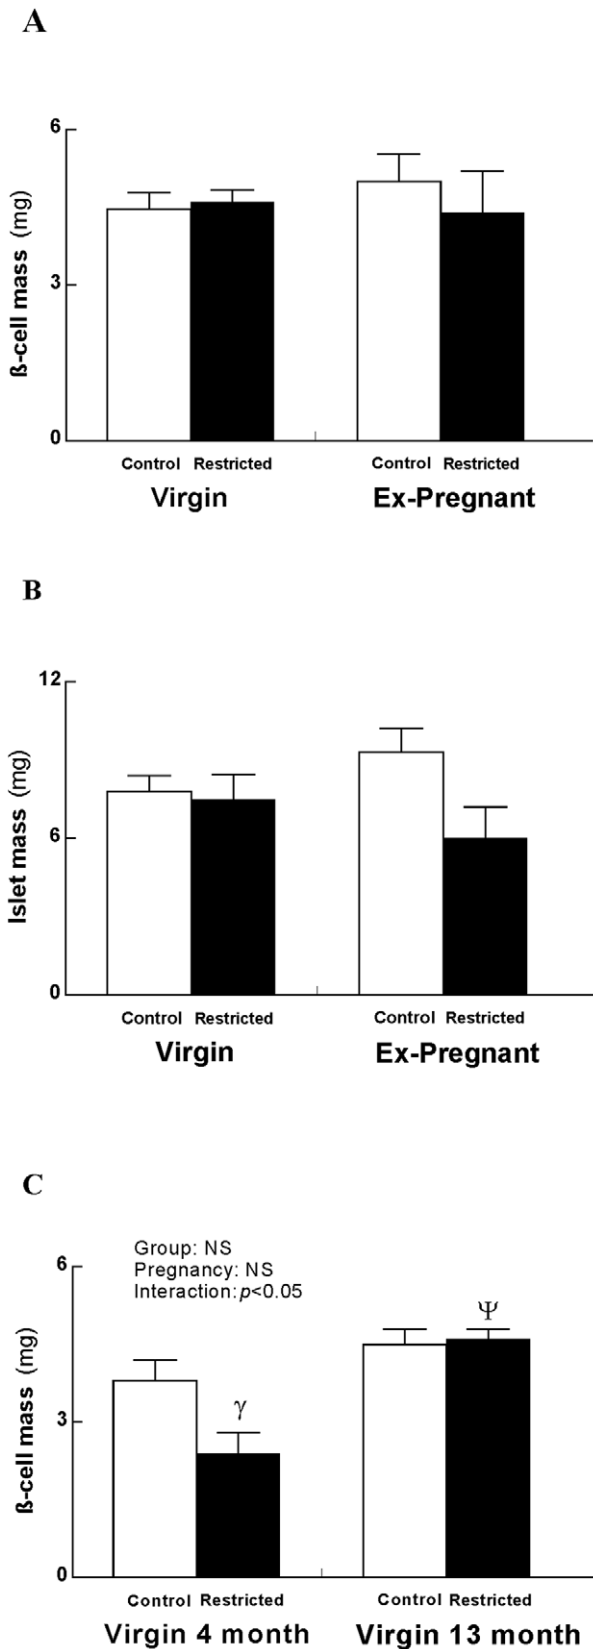 A
6
3
0
ß-cell mass (mg)
Control Restricted Control Restricted
Virgin Ex-Pregnant
B
12
6
0
Islet mass (mg)
Control Restricted Control Restricted
Virgin Ex-Pregnant
C
Group: NS
Pregnancy: NS
Interaction: p<0.05
6
3
0
ß-cell mass (mg)
γ
Ψ
Control Restricted Control Restricted
Virgin 4 month Virgin 13 month